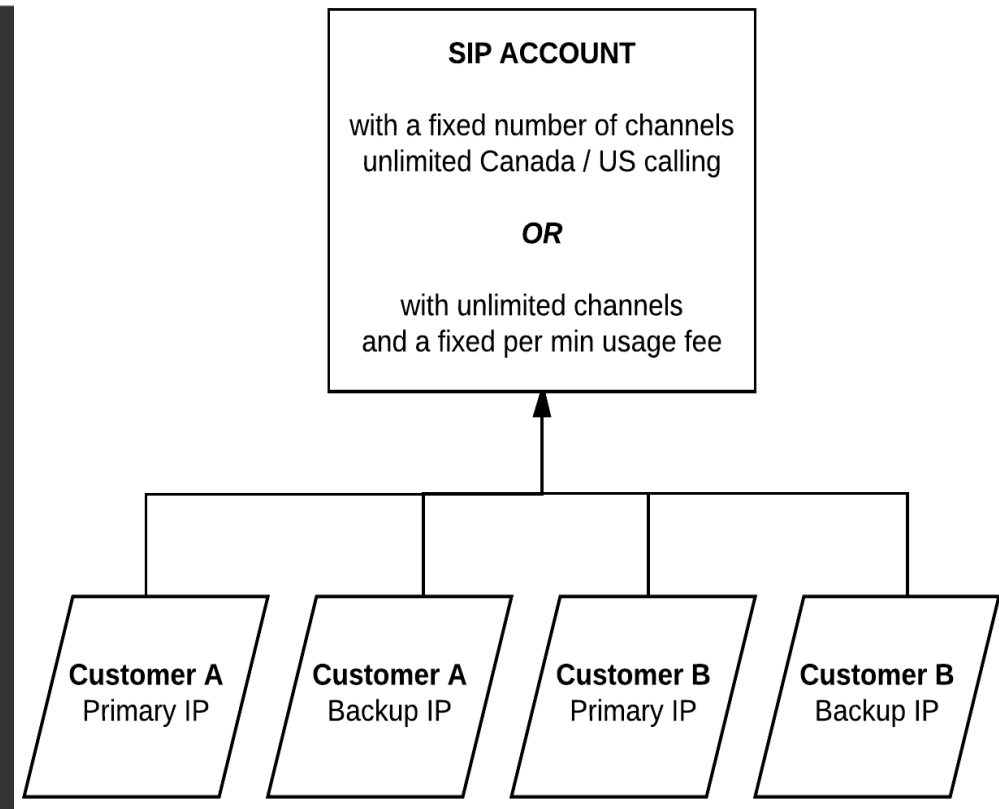 SIP ACCOUNT
with a fixed number of channels
unlimited Canada / US calling
OR
with unlimited channels
and a fixed per min usage fee
Customer A
Primary IP
Customer A
Backup IP
Customer B
Primary IP
Customer B
Backup IP